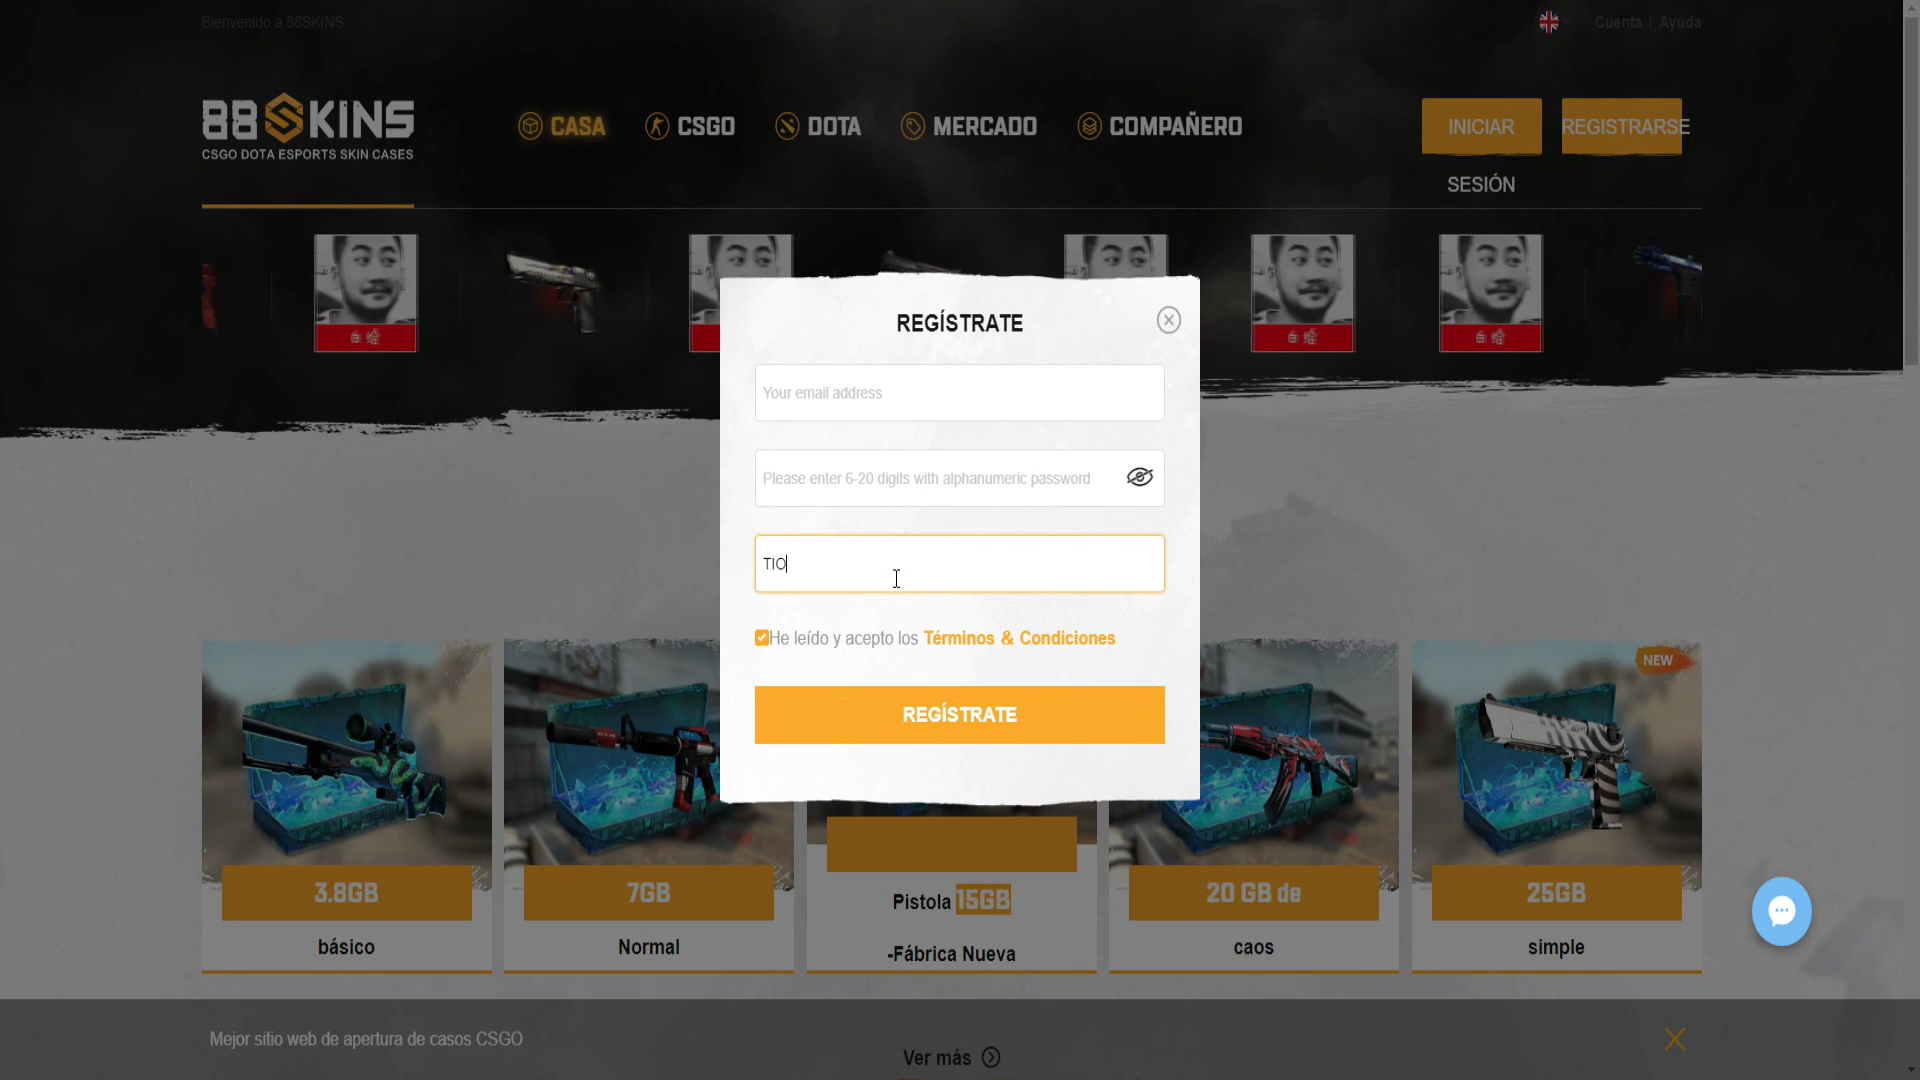 Bienvenido a 88SKINS
Cuenta | Ayuda
88SKINS
CSGO DOTA ESPORTS SKIN CASES
CASA
CSGO
DOTA
MERCADO
COMPAÑERO
INICIAR
SESIÓN
REGISTRARSE
REGÍSTRATE
Your email address
Please enter 6-20 digits with alphanumeric password
TIO
He leído y acepto los Términos & Condiciones
REGÍSTRATE
NEW
3.8GB
básico
7GB
Normal
Pistola 15GB
-Fábrica Nueva
20 GB de
caos
25GB
simple
Mejor sitio web de apertura de casos CSGO
Ver más